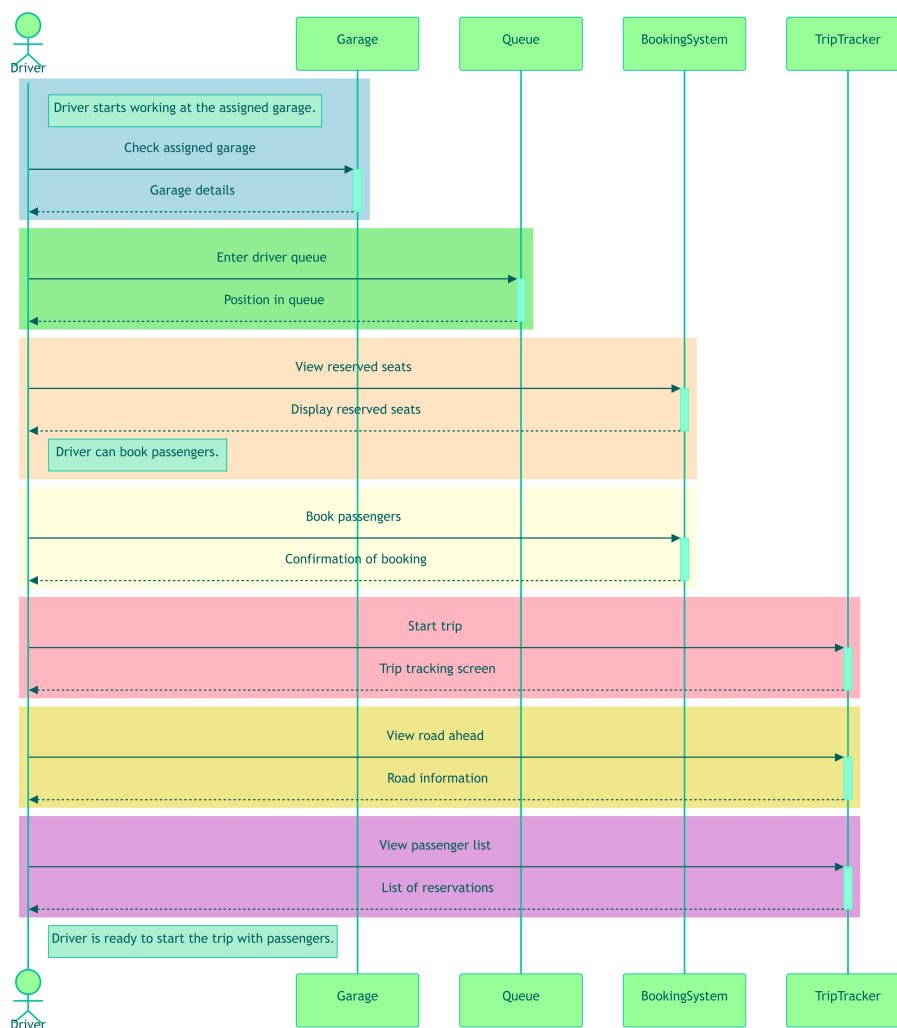 Driver
Garage
Queue
BookingSystem
TripTracker
Driver starts working at the assigned garage.
Check assigned garage
Garage details
Enter driver queue
Position in queue
View reserved seats
Display reserved seats
Driver can book passengers.
Book passengers
Confirmation of booking
Start trip
Trip tracking screen
View road ahead
Road information
View passenger list
List of reservations
Driver is ready to start the trip with passengers.
Driver
Garage
Queue
BookingSystem
TripTracker